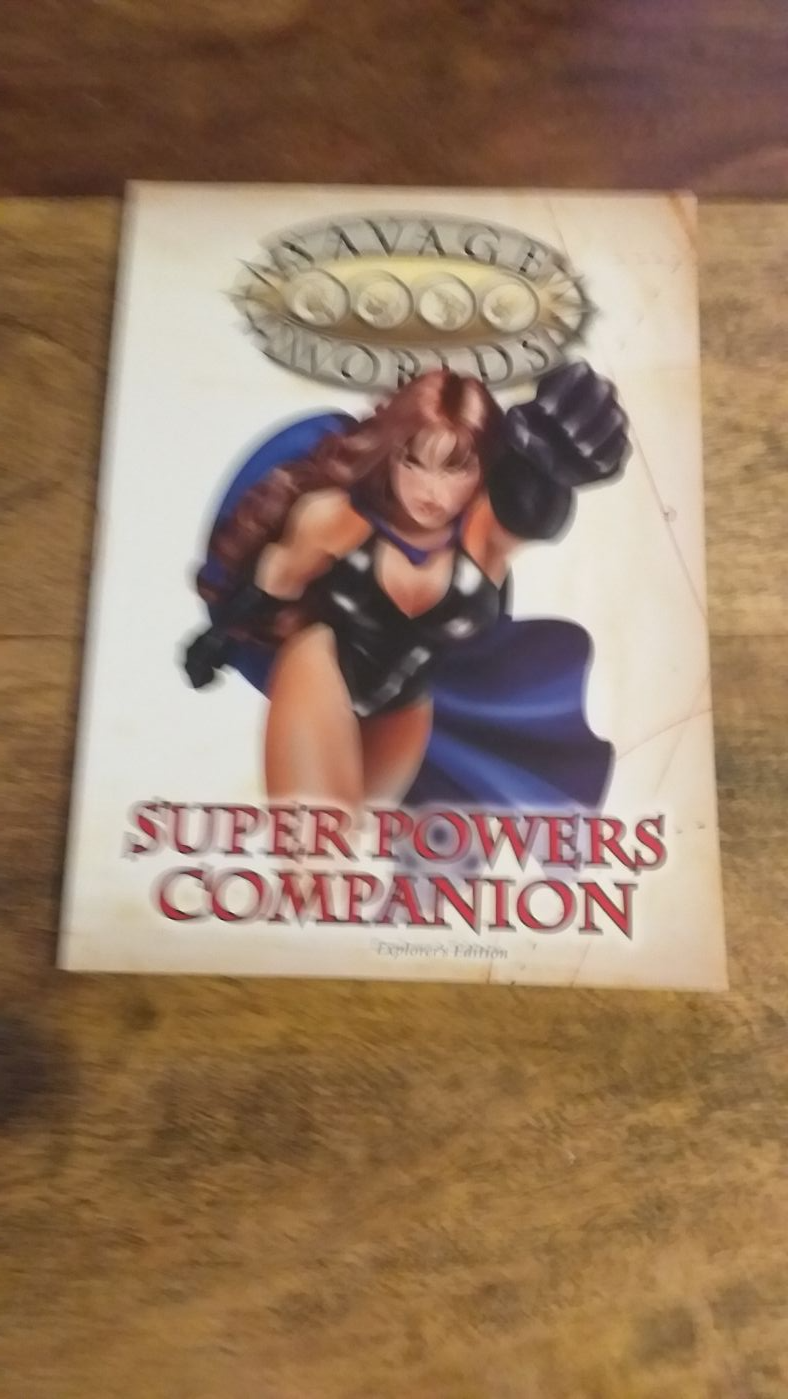 SAVAGE
WORLDS
SUPER POWERS
COMPANION
Explorer's Edition